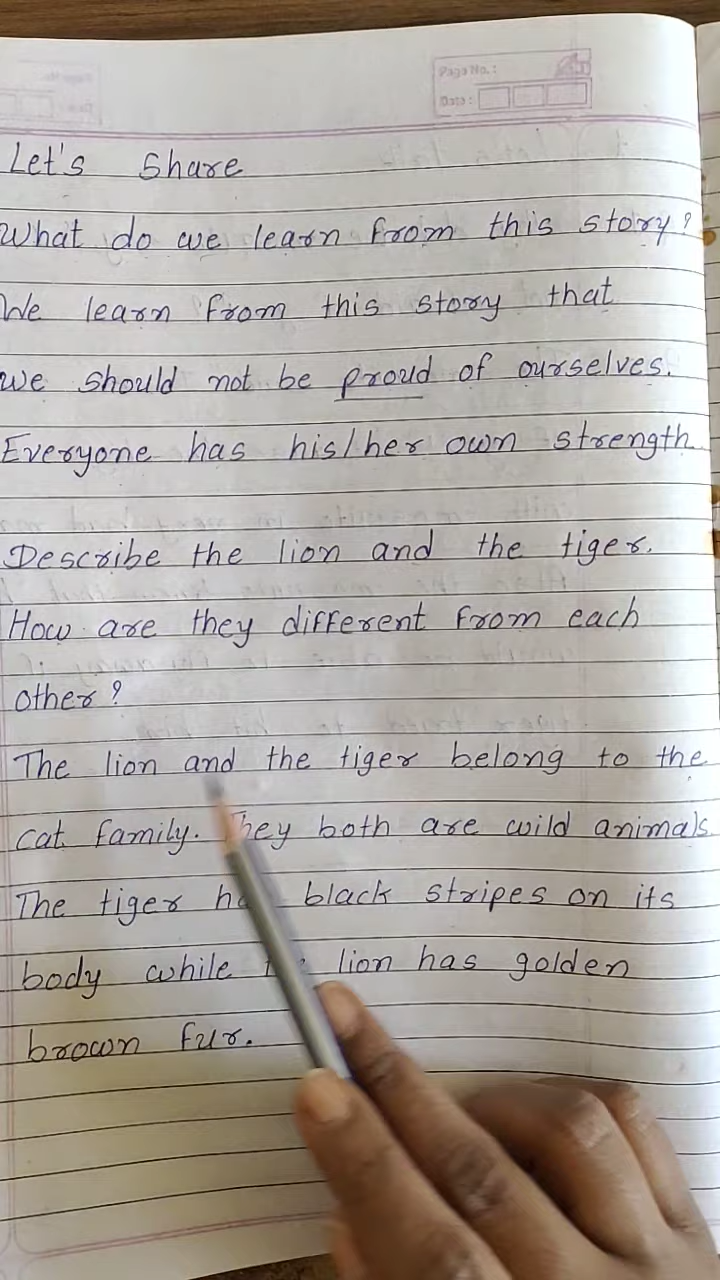 Page No.:
Date:
Let's Share
What do we learn from this story?
We learn from this story that
we should not be proud of ourselves.
Everyone has his/her own strength
Describe the lion and the tiger.
How are they different from each
other?
The lion and the tiger belong to the
cat family. They both are wild animals.
The tiger black stripes on its
body while lion has golden
brown fur.